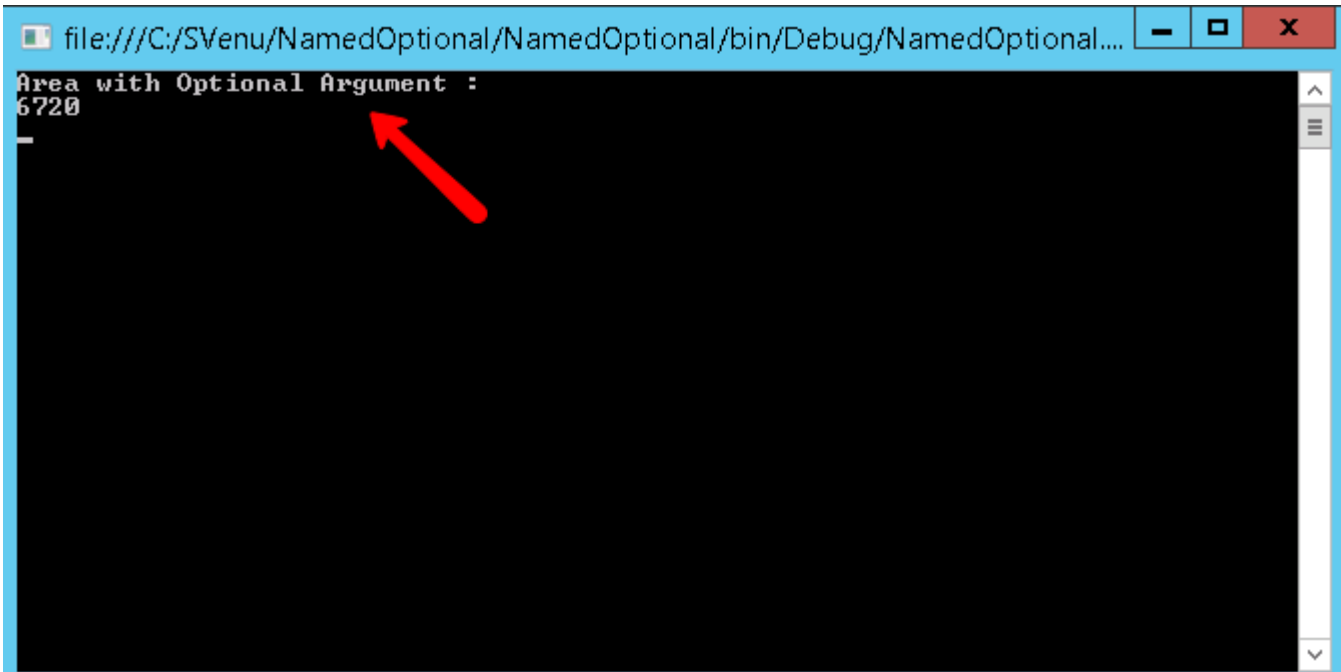 file:///C:/SVenu/NamedOptional/NamedOptional/bin/Debug/NamedOptional....
Area with Optional Argument :
6720